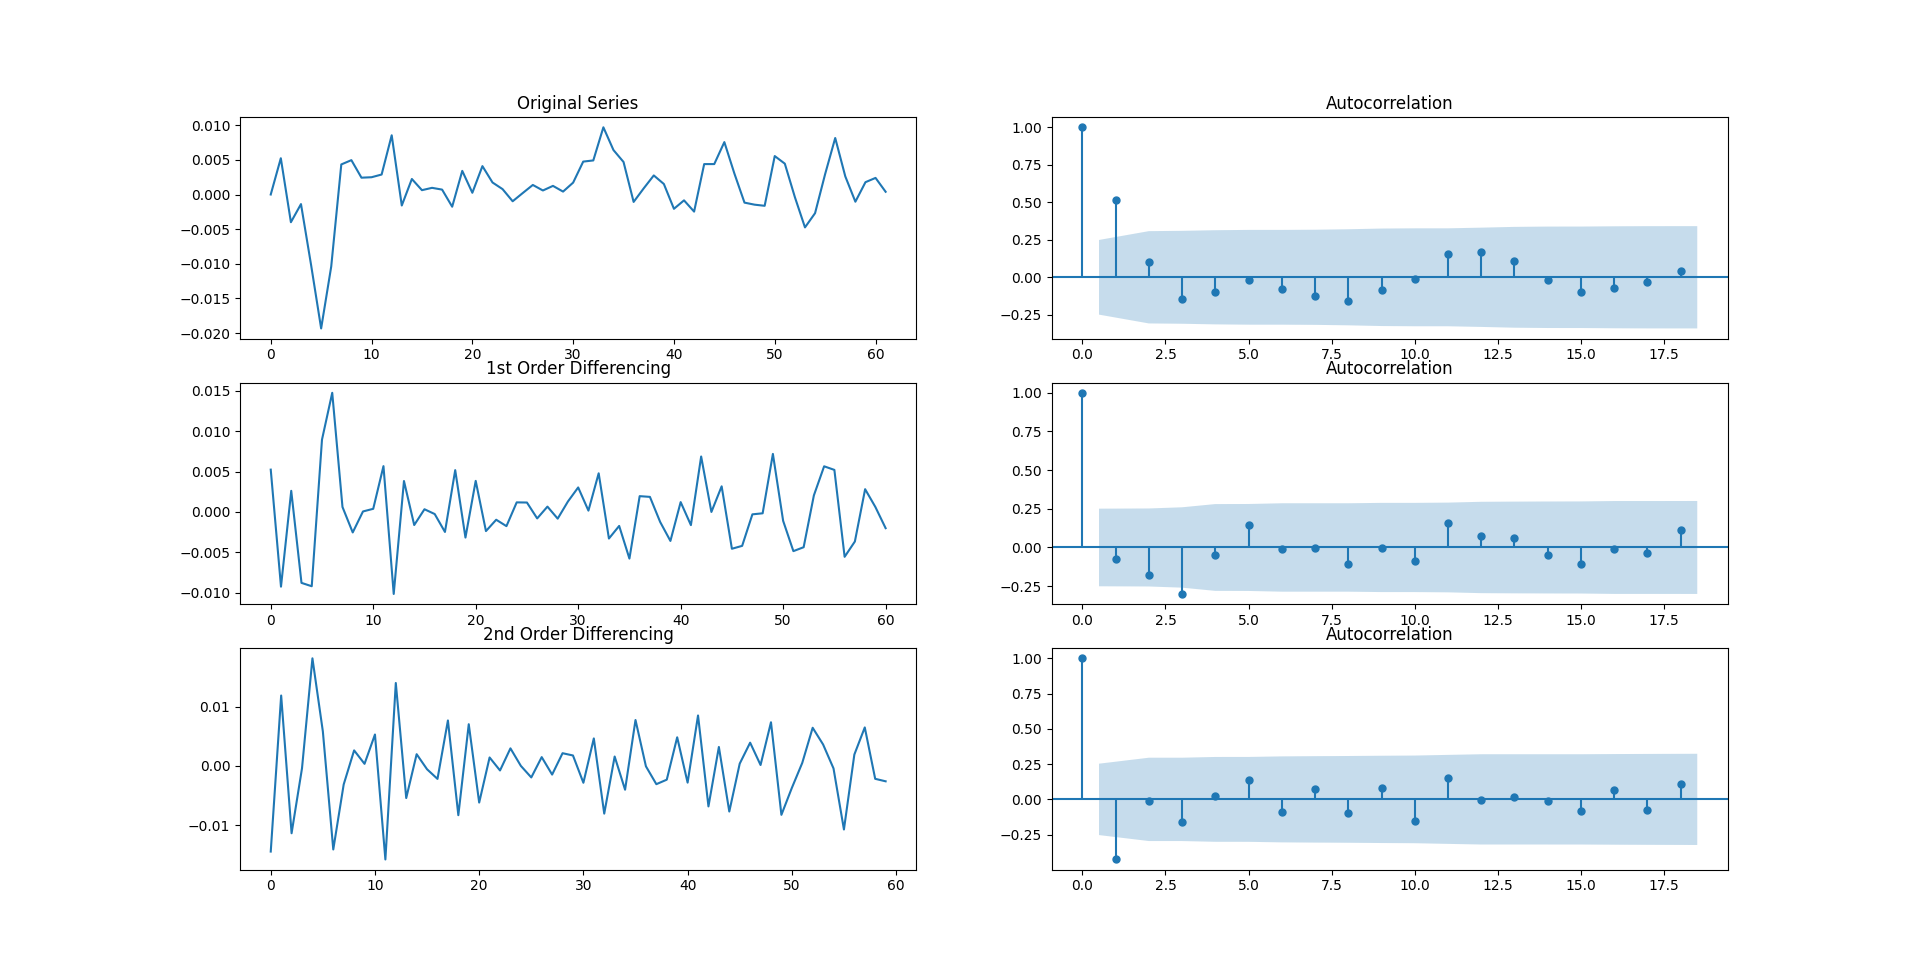 Original Series
0.010
0.005
0.000
−0.005
−0.010
−0.015
−0.020
0 10 20 30 40 50 60
Autocorrelation
1.00
0.75
0.50
0.25
0.00
−0.25
0.0 2.5 5.0 7.5 10.0 12.5 15.0 17.5
1st Order Differencing
0.015
0.010
0.005
0.000
−0.005
−0.010
0 10 20 30 40 50 60
Autocorrelation
1.00
0.75
0.50
0.25
0.00
−0.25
0.0 2.5 5.0 7.5 10.0 12.5 15.0 17.5
2nd Order Differencing
0.01
0.00
−0.01
0 10 20 30 40 50 60
Autocorrelation
1.00
0.75
0.50
0.25
0.00
−0.25
0.0 2.5 5.0 7.5 10.0 12.5 15.0 17.5